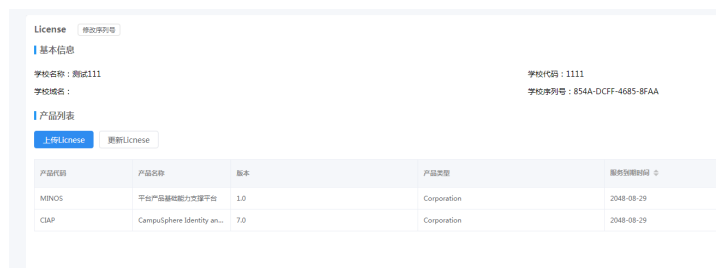 License 修改序列号
基本信息
学校名称：测试111 学校代码：1111
学校域名： 学校序列号：854A-DCFF-4685-8FAA
产品列表
上传Licnese 更新Licnese
产品代码 产品名称 版本 产品类型 服务到期时间
MINOS 平台产品基础能力支撑平台 1.0 Corporation 2048-08-29
CIAP CampuSphere Identity an... 7.0 Corporation 2048-08-29